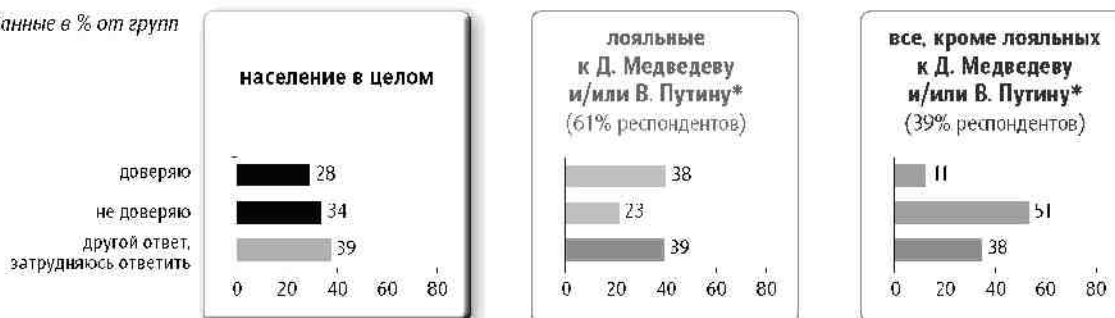 анные в % от групп
население в целом
лояльные
к Д. Медведеву
и/или В. Путину*
(61% респондентов)
все, кроме лояльных
к Д. Медведеву
и/или В. Путину*
(39% респондентов)
доверяю
28
38
11
не доверяю
34
23
51
другой ответ,
затрудняюсь ответить
39
39
38
0 20 40 60 80
0 20 40 60 80
0 20 40 60 80